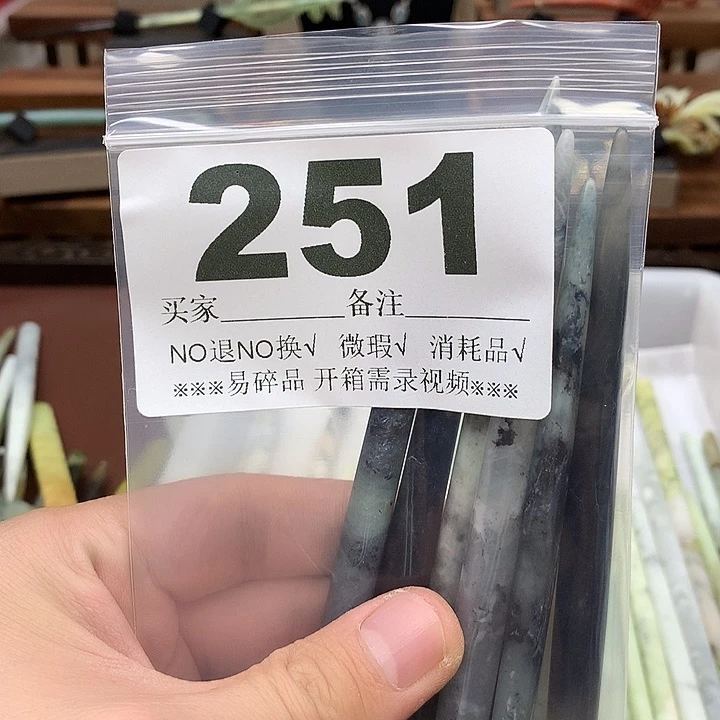 251
买家________备注________
NO退NO换√ 微瑕√ 消耗品√
※※※易碎品 开箱需录视频※※※